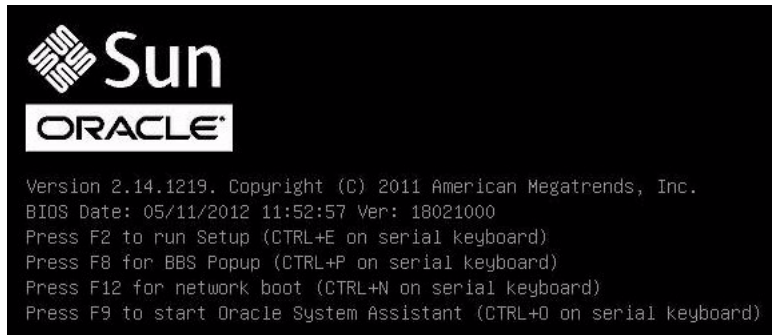 Sun
ORACLE
Version 2.14.1219. Copyright (C) 2011 American Megatrends, Inc.
BIOS Date: 05/11/2012 11:52:57 Ver: 18021000
Press F2 to run Setup (CTRL+E on serial keyboard)
Press F8 for BBS Popup (CTRL+P on serial keyboard)
Press F12 for network boot (CTRL+N on serial keyboard)
Press F9 to start Oracle System Assistant (CTRL+O on serial keyboard)